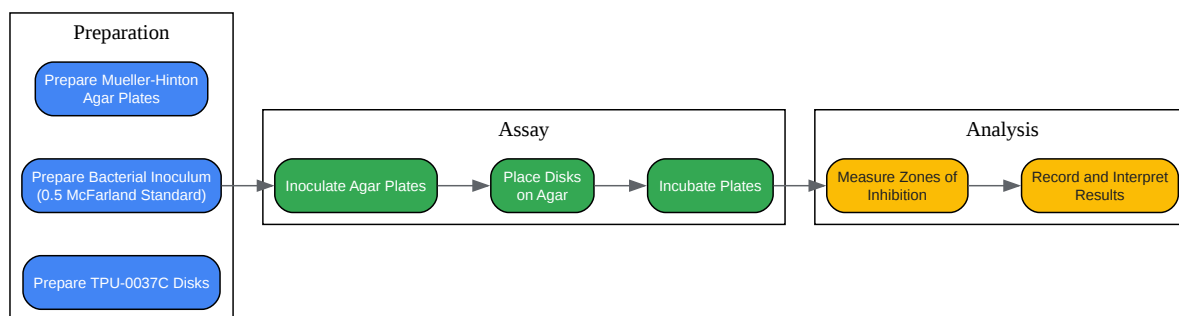 Preparation
Prepare Mueller-Hinton
Agar Plates
Prepare Bacterial Inoculum
(0.5 McFarland Standard)
Prepare TPU-0037C Disks
Assay
Inoculate Agar Plates
Place Disks
on Agar
Incubate Plates
Analysis
Measure Zones of
Inhibition
Record and Interpret
Results